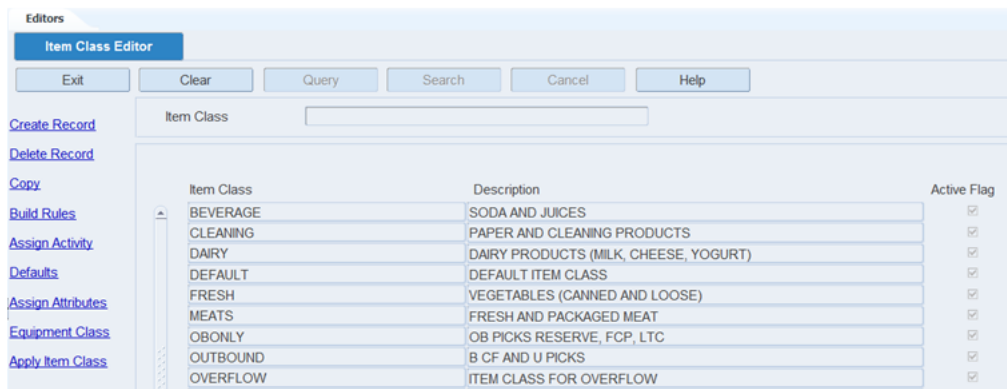 Editors
Item Class Editor
Exit Clear Query Search Cancel Help
Create Record
Delete Record
Copy
Build Rules
Assign Activity
Defaults
Assign Attributes
Equipment Class
Apply Item Class
Item Class
Item Class Description Active Flag
BEVERAGE SODA AND JUICES
CLEANING PAPER AND CLEANING PRODUCTS
DAIRY DAIRY PRODUCTS (MILK, CHEESE, YOGURT)
DEFAULT DEFAULT ITEM CLASS
FRESH VEGETABLES (CANNED AND LOOSE)
MEATS FRESH AND PACKAGED MEAT
OBONLY OB PICKS RESERVE, FCP, LTC
OUTBOUND B CF AND U PICKS
OVERFLOW ITEM CLASS FOR OVERFLOW